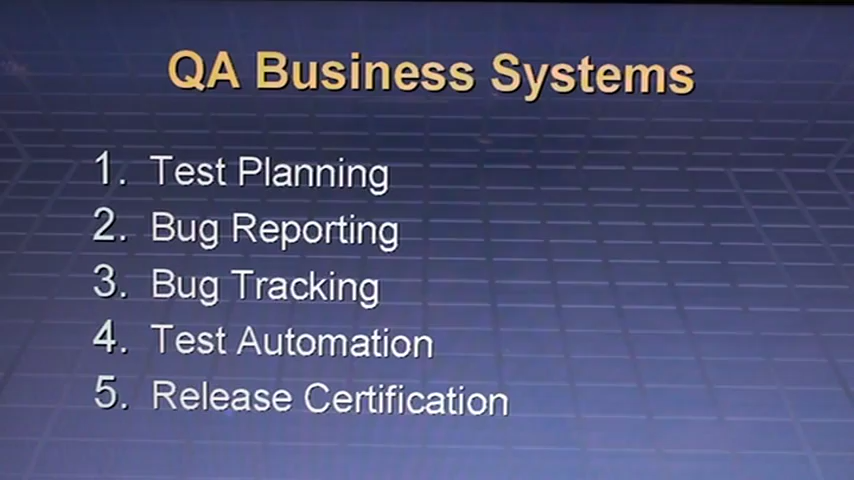 QA Business Systems
1. Test Planning
2. Bug Reporting
3. Bug Tracking
4. Test Automation
5. Release Certification